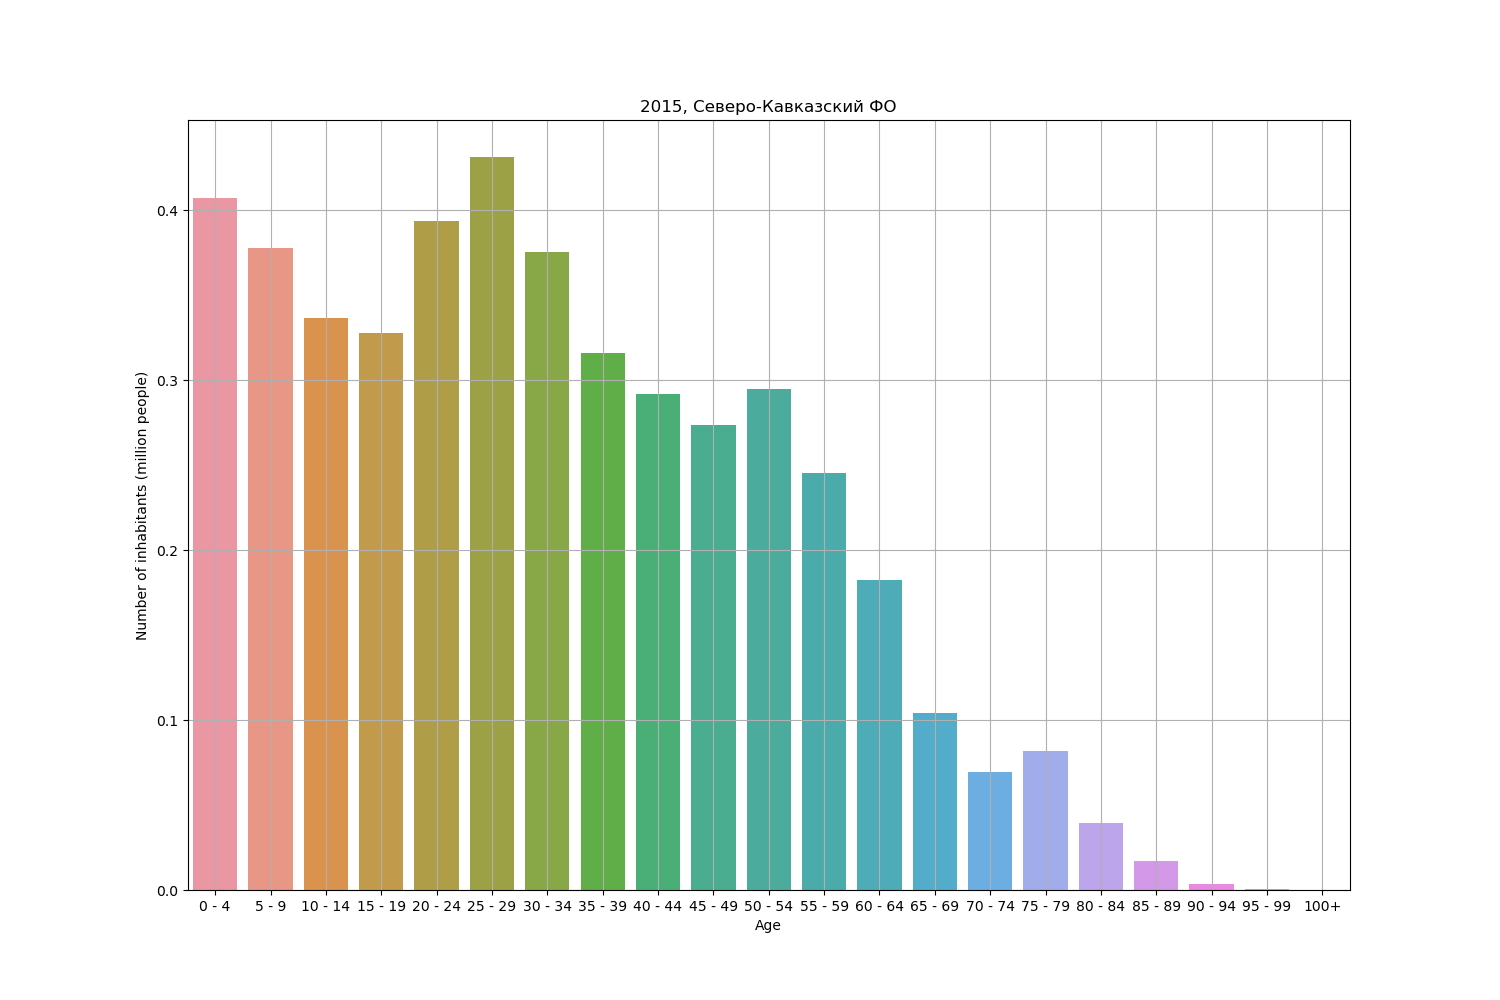 2015, Северо-Кавказский ФО
Number of inhabitants (million people)
0.4
0.3
0.2
0.1
0.0
0 - 4 5 - 9 10 - 14 15 - 19 20 - 24 25 - 29 30 - 34 35 - 39 40 - 44 45 - 49 50 - 54 55 - 59 60 - 64 65 - 69 70 - 74 75 - 79 80 - 84 85 - 89 90 - 94 95 - 99 100+
Age